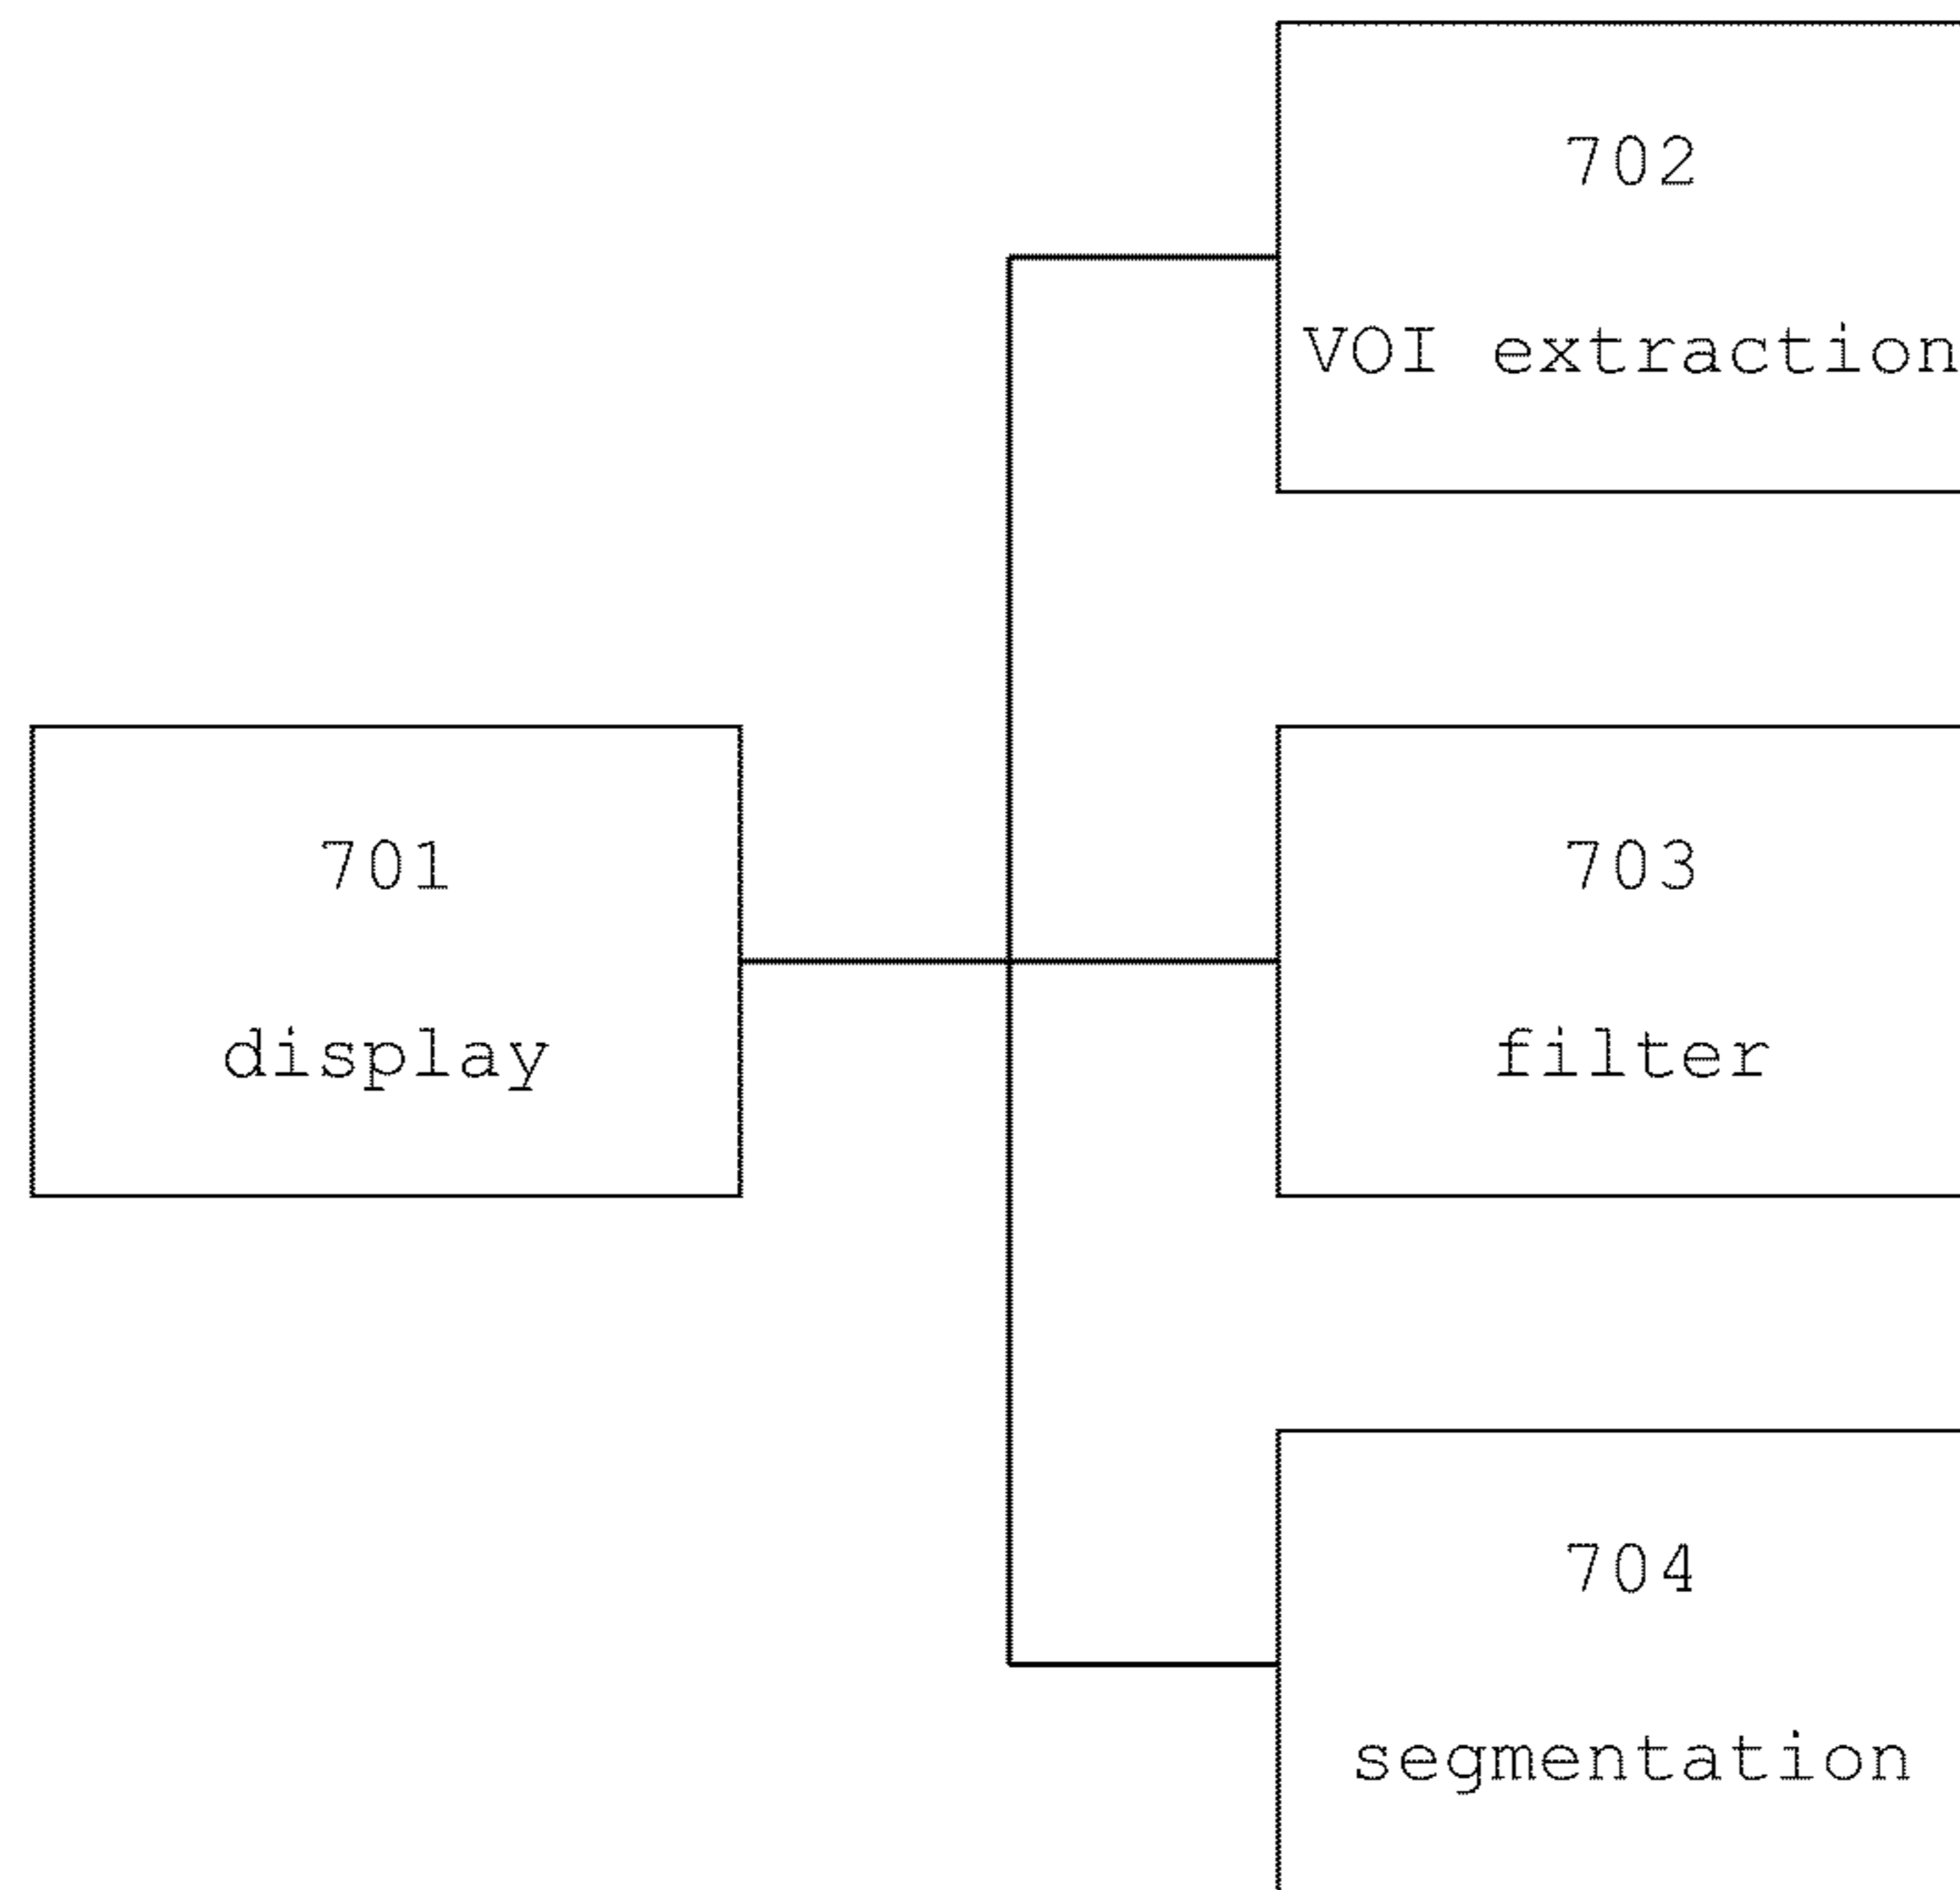 702
VOI extraction
701
display
703
filter
704
segmentation